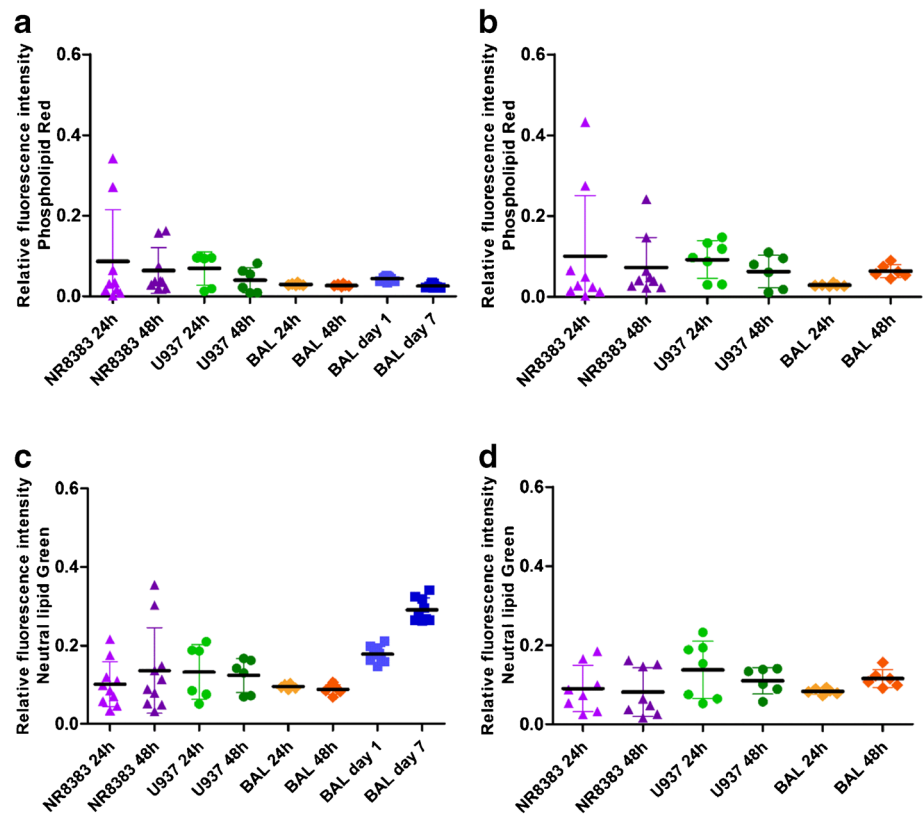 a
Relative fluorescence intensity
Phospholipid Red
0.6
0.4
0.2
0.0
NR8383 24h
NR8383 48h
U937 24h
U937 48h
BAL 24h
BAL 48h
BAL day 1
BAL day 7
b
Relative fluorescence intensity
Phospholipid Red
0.6
0.4
0.2
0.0
NR8383 24h
NR8383 48h
U937 24h
U937 48h
BAL 24h
BAL 48h
c
Relative fluorescence intensity
Neutral lipid Green
0.6
0.4
0.2
0.0
NR8383 24h
NR8383 48h
U937 24h
U937 48h
BAL 24h
BAL 48h
BAL day 1
BAL day 7
d
Relative fluorescence intensity
Neutral lipid Green
0.6
0.4
0.2
0.0
NR8383 24h
NR8383 48h
U937 24h
U937 48h
BAL 24h
BAL 48h